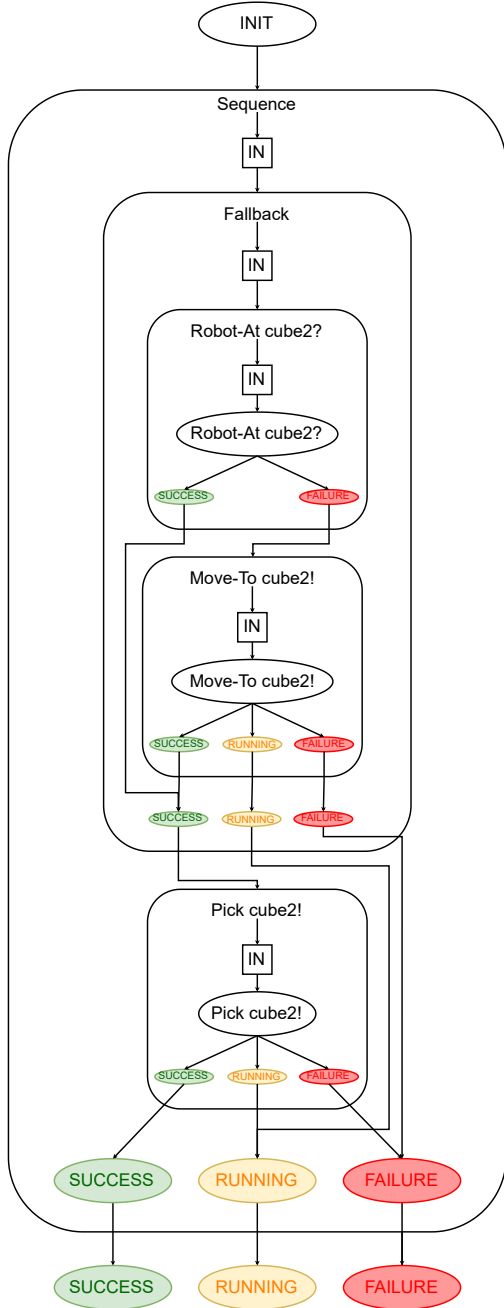 INIT
Sequence
IN
Fallback
IN
Robot-At cube2?
IN
Robot-At cube2?
SUCCESS FAILURE
Move-To cube2!
IN
Move-To cube2!
SUCCESS RUNNING FAILURE
SUCCESS RUNNING FAILURE
Pick cube2!
IN
Pick cube2!
SUCCESS RUNNING FAILURE
SUCCESS RUNNING FAILURE
SUCCESS RUNNING FAILURE